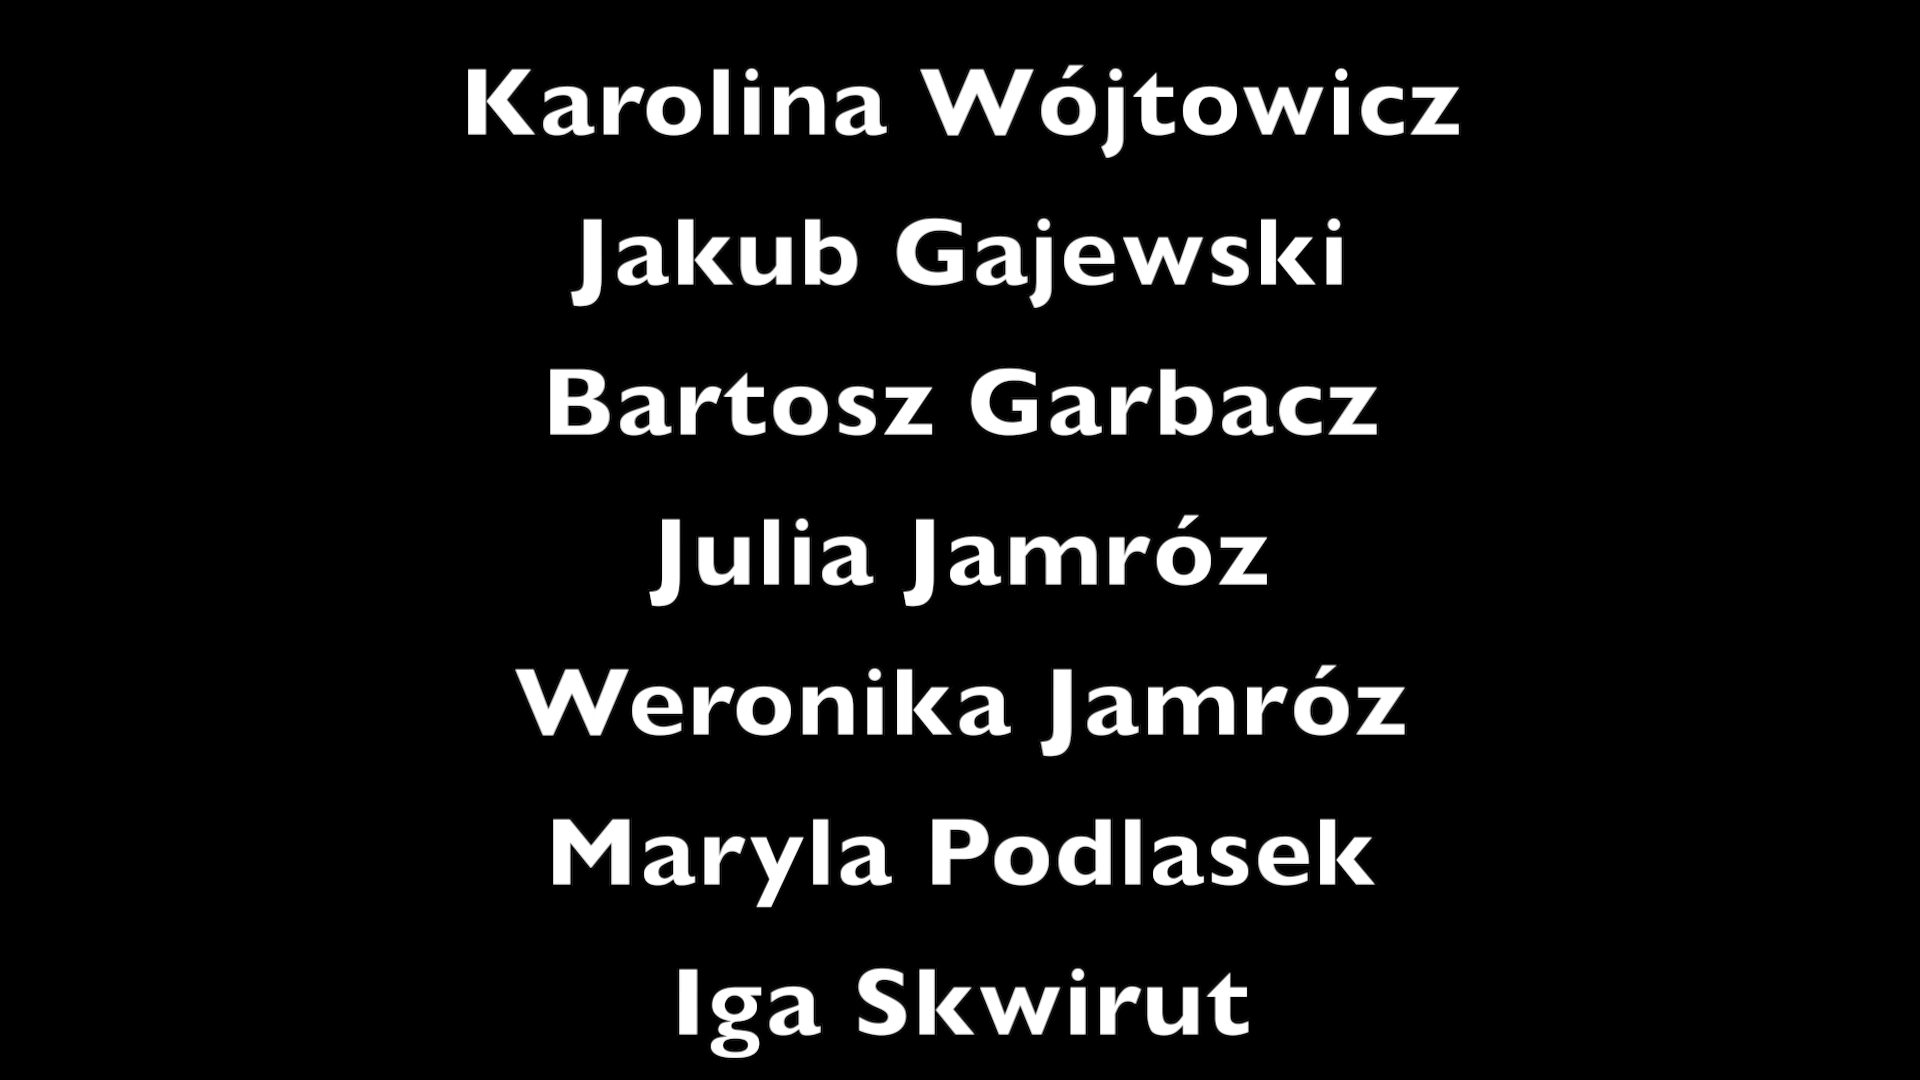 Karolina Wójtowicz
Jakub Gajewski
Bartosz Garbacz
Julia Jamróz
Weronika Jamróz
Maryla Podlasek
Iga Skwirut